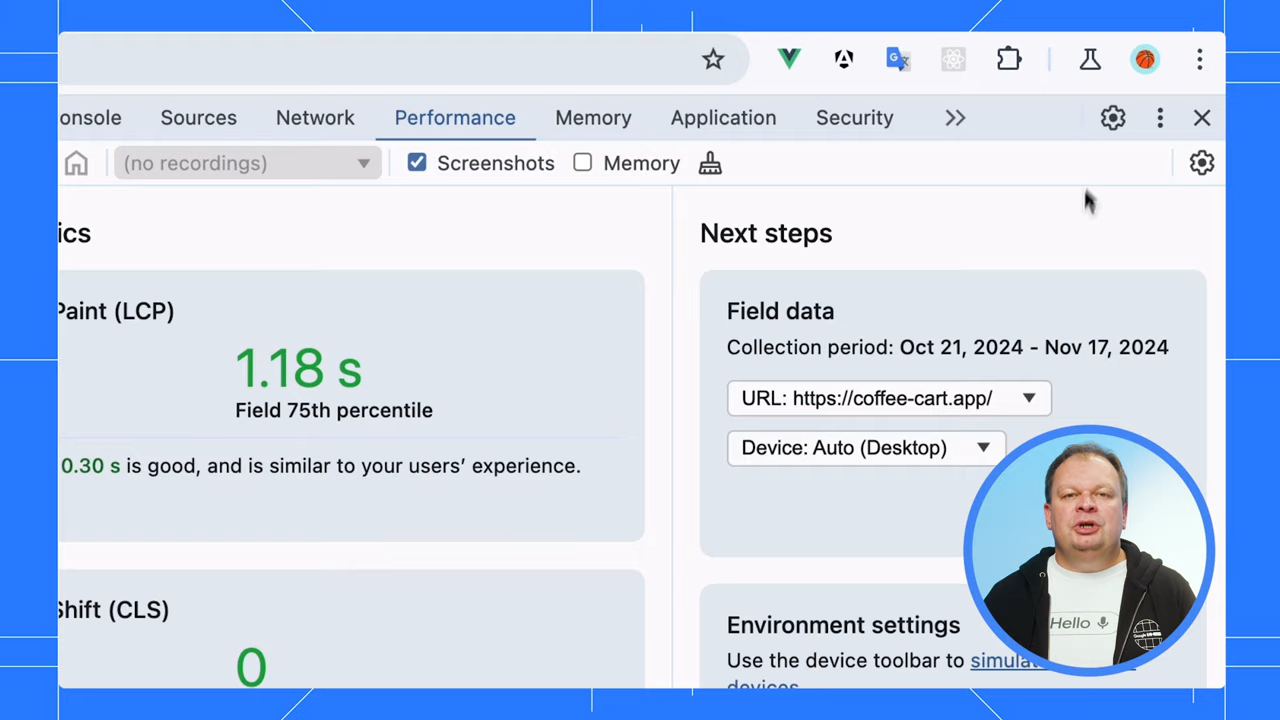 onsole Sources Network Performance Memory Application Security
(no recordings) Screenshots Memory
ics
Paint (LCP)
1.18 s
Field 75th percentile
0.30 s is good, and is similar to your users’ experience.
Shift (CLS)
0
Next steps
Field data
Collection period: Oct 21, 2024 - Nov 17, 2024
URL: https://coffee-cart.app/
Device: Auto (Desktop)
Environment settings
Use the device toolbar to
devices
Hello